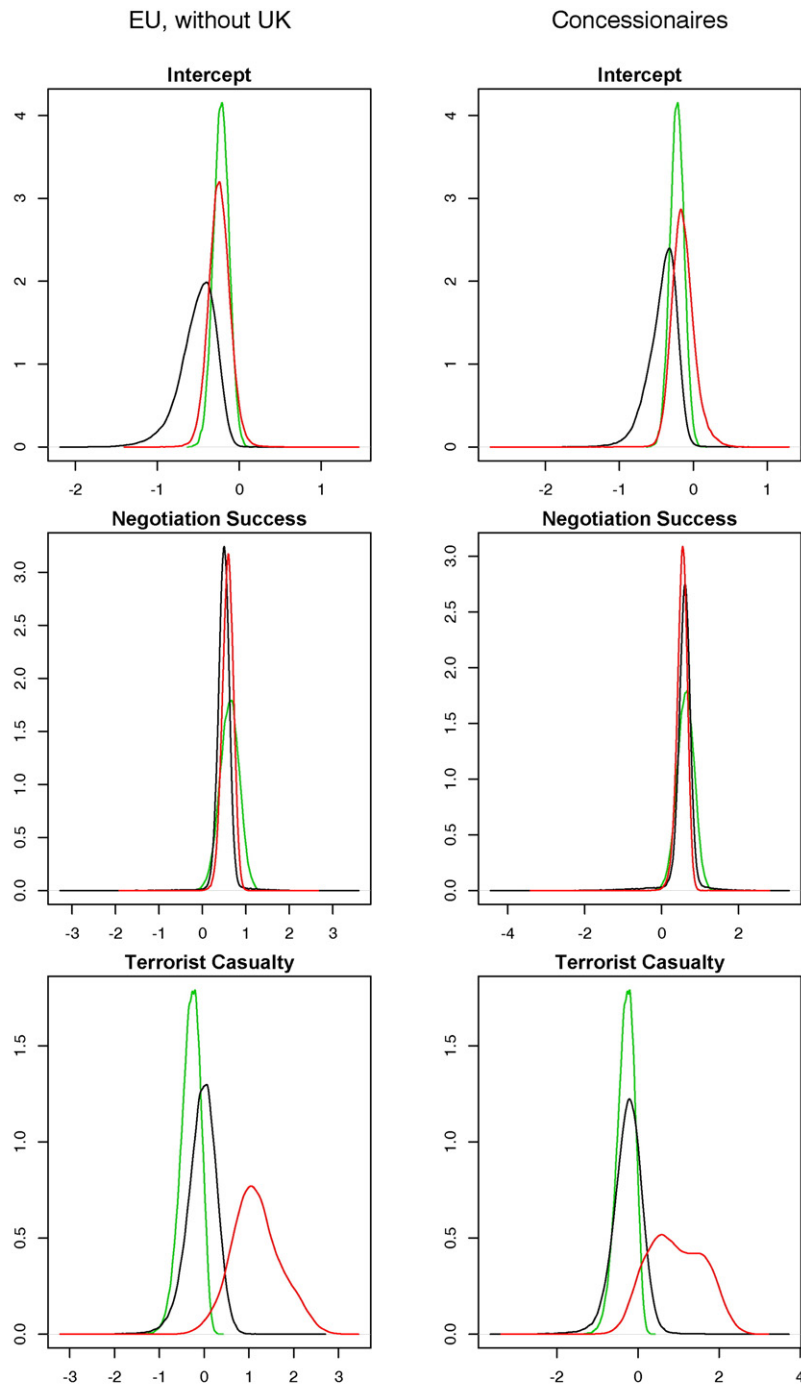 EU, without UK
Concessionaires
Intercept
4
3
2
1
0
-2 -1 0 1
Intercept
4
3
2
1
0
-2 -1 0 1
Negotiation Success
3.0
2.5
2.0
1.5
1.0
0.5
0.0
-3 -2 -1 0 1 2 3
Negotiation Success
3.0
2.5
2.0
1.5
1.0
0.5
0.0
-4 -2 0 2
Terrorist Casualty
1.5
1.0
0.5
0.0
-3 -2 -1 0 1 2 3
Terrorist Casualty
1.5
1.0
0.5
0.0
-2 0 2 4